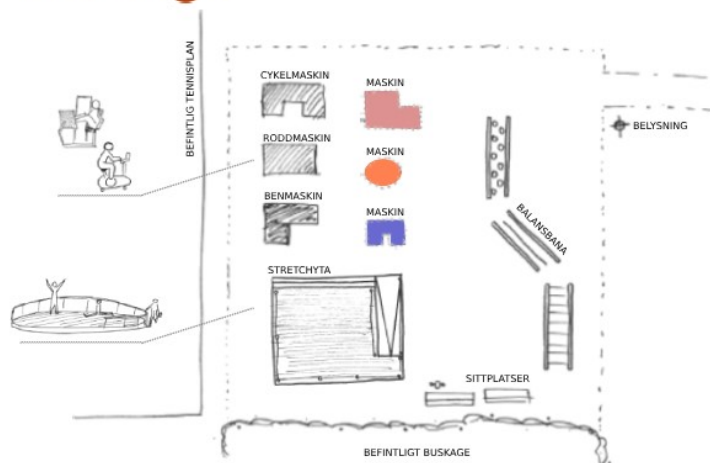 BEFINTLIG TENNISPLAN
CYKELMASKIN
MASKIN
BELYSNING
RODDMASKIN
MASKIN
BENMASKIN
MASKIN
BALANSBANA
STRETCHYTA
SITTPLATSER
BEFINTLIGT BUSKAGE